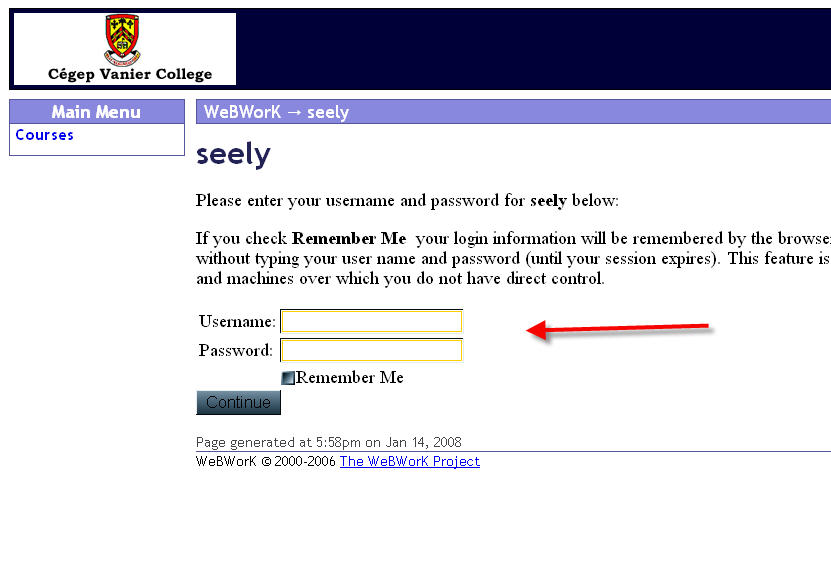 Cégep Vanier College
Main Menu
Courses
WeBWorK → seely
seely
Please enter your username and password for seely below:
If you check Remember Me your login information will be remembered by the browser
without typing your user name and password (until your session expires). This feature is
and machines over which you do not have direct control.
Username:
Password:
Remember Me
Continue
Page generated at 5:58pm on Jan 14, 2008
WeBWorK © 2000-2006 The WeBWorK Project